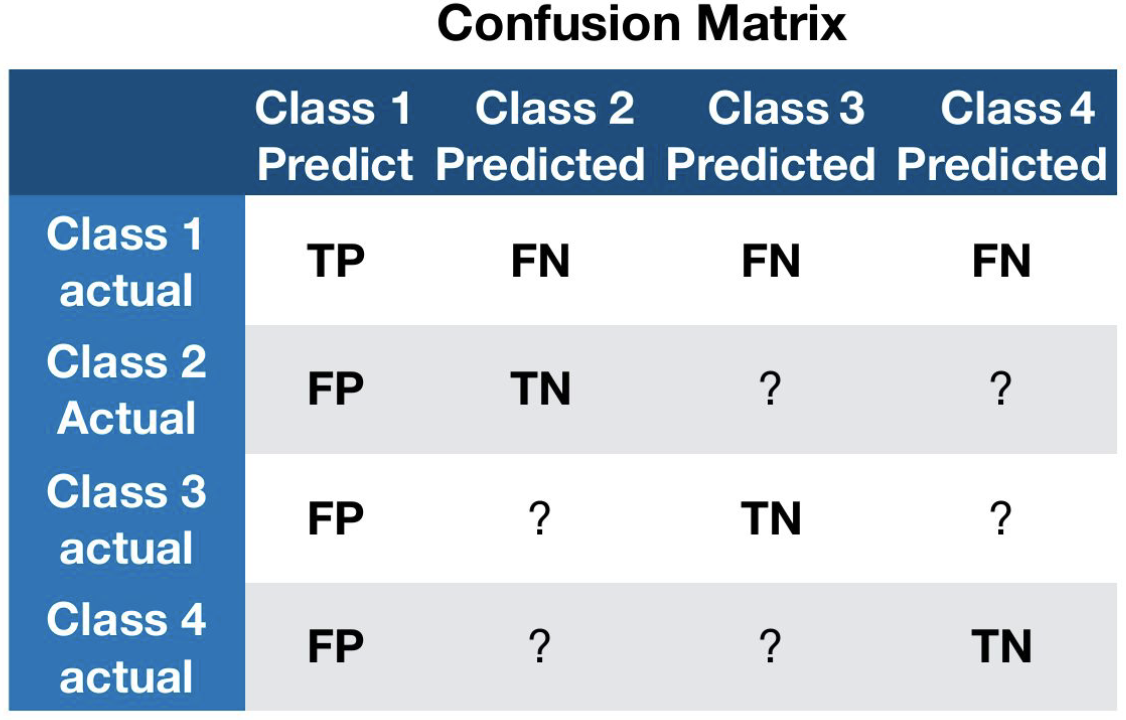 Confusion Matrix
Class 1 Class 2 Class 3 Class 4
Predict Predicted Predicted Predicted
Class 1
actual
TP FN FN FN
Class 2
Actual
FP TN ? ?
Class 3
actual
FP ? TN ?
Class 4
actual
FP ? ? TN